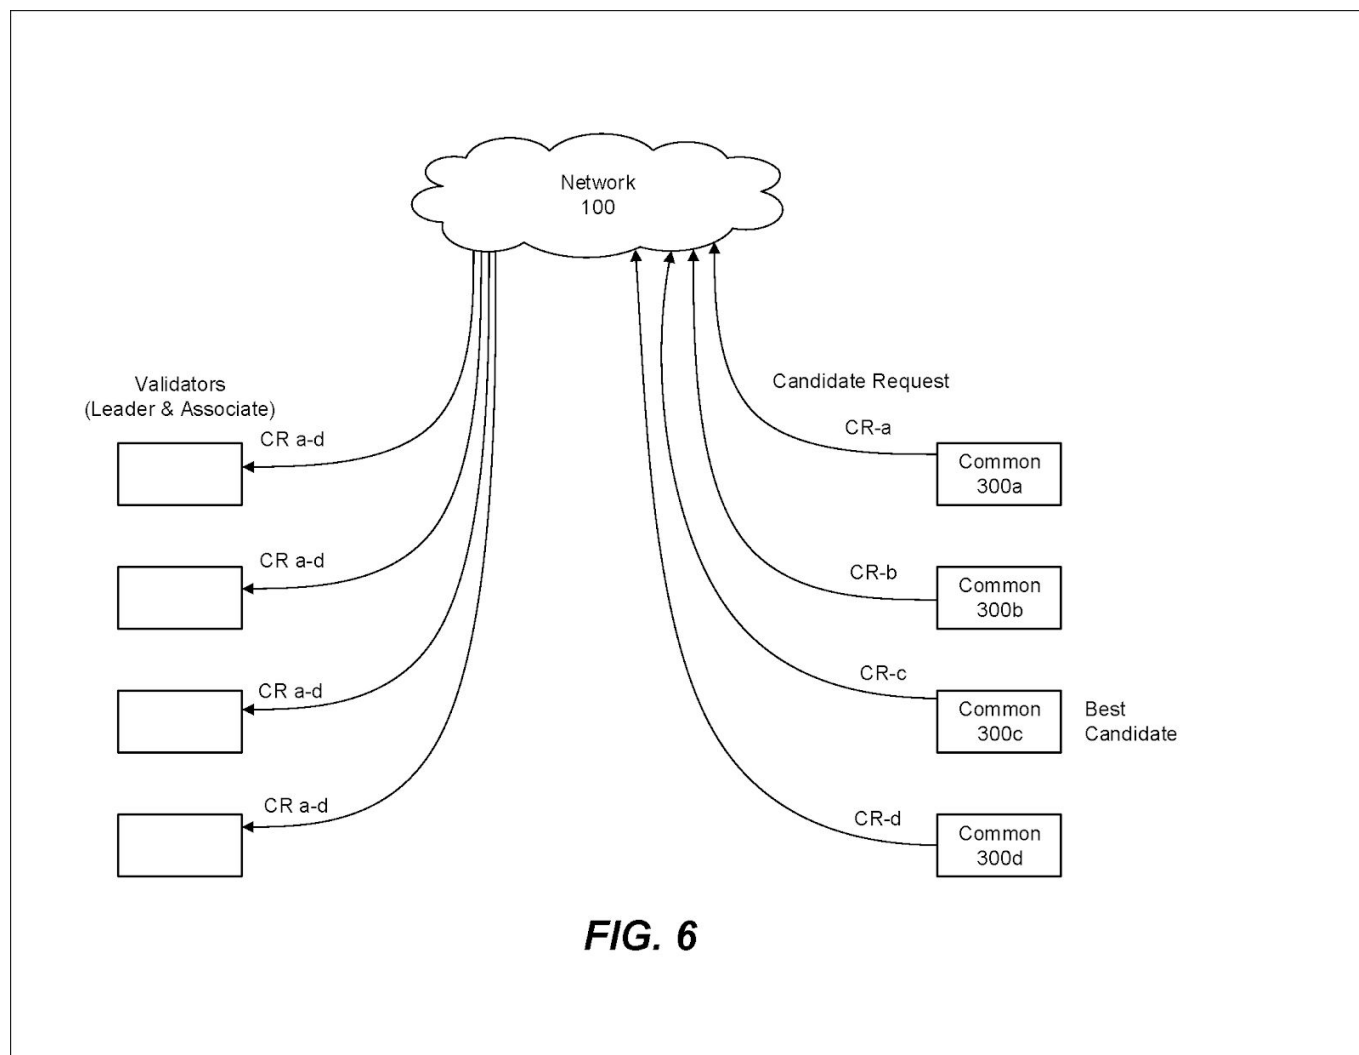 Network
100
Validators
(Leader & Associate)
Candidate Request
CR a-d
CR-a
Common
300a
CR a-d
CR-b
Common
300b
CR a-d
CR-c
Common
300c
Best
Candidate
CR a-d
CR-d
Common
300d
FIG. 6